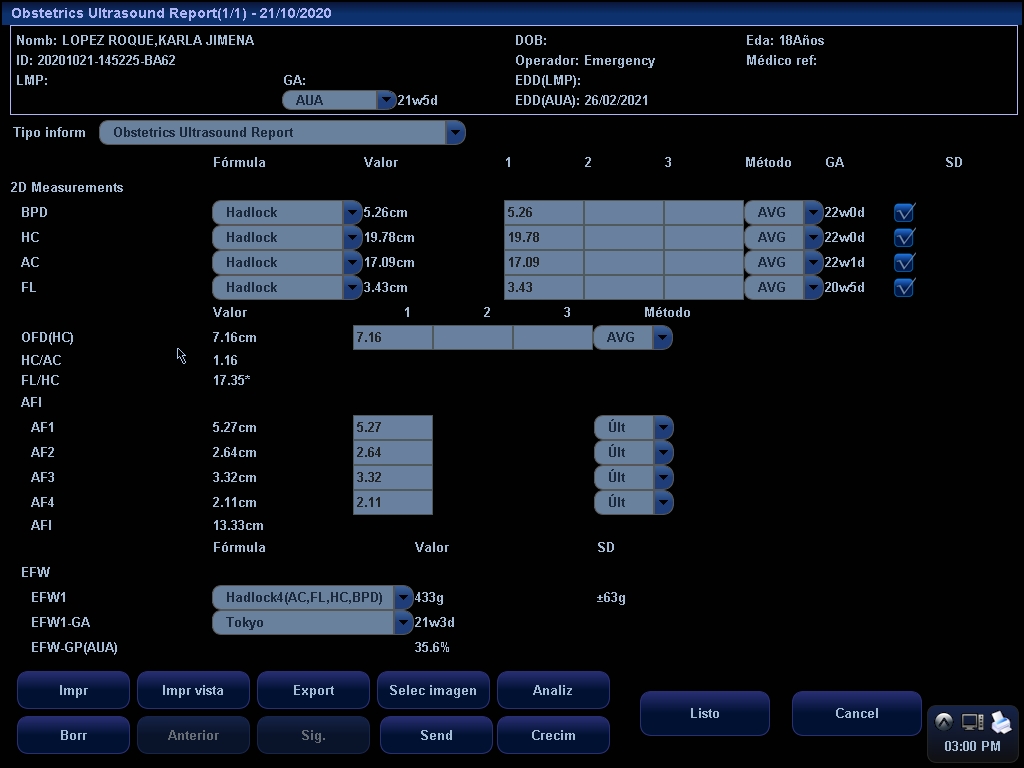 Obstetrics Ultrasound Report(1/1) - 21/10/2020
Nomb: LOPEZ ROQUE,KARLA JIMENA DOB: Eda: 18Años
ID: 20201021-145225-BA62 Operador: Emergency Médico ref:
LMP: GA: EDD(LMP):
AUA 21w5d EDD(AUA): 26/02/2021
Tipo inform Obstetrics Ultrasound Report
Fórmula Valor 1 2 3 Método GA SD
2D Measurements
BPD Hadlock 5.26cm 5.26 AVG 22w0d
HC Hadlock 19.78cm 19.78 AVG 22w0d
AC Hadlock 17.09cm 17.09 AVG 22w1d
FL Hadlock 3.43cm 3.43 AVG 20w5d
Valor 1 2 3 Método
OFD(HC) 7.16cm 7.16 AVG
HC/AC 1.16
FL/HC 17.35*
AFI
AF1 5.27cm 5.27 Últ
AF2 2.64cm 2.64 Últ
AF3 3.32cm 3.32 Últ
AF4 2.11cm 2.11 Últ
AFI 13.33cm
Fórmula Valor SD
EFW
EFW1 Hadlock4(AC,FL,HC,BPD) 433g ±63g
EFW1-GA Tokyo 21w3d
EFW-GP(AUA) 35.6%
Impr Impr vista Export Selec imagen Analiz
Listo Cancel
Borr Anterior Sig. Send Crecim
03:00 PM